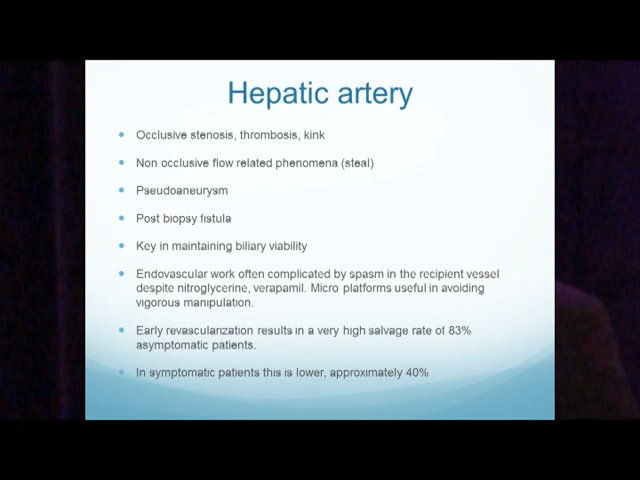 Hepatic artery
• Occlusive stenosis, thrombosis, kink
• Non occlusive flow related phenomena (steal)
• Pseudoaneurysm
• Post biopsy fistula
• Key in maintaining biliary viability
• Endovascular work often complicated by spasm in the recipient vessel
despite nitroglycerine, verapamil. Micro platforms useful in avoiding
vigorous manipulation.
• Early revascularization results in a very high salvage rate of 83%
asymptomatic patients.
• In symptomatic patients this is lower, approximately 40%